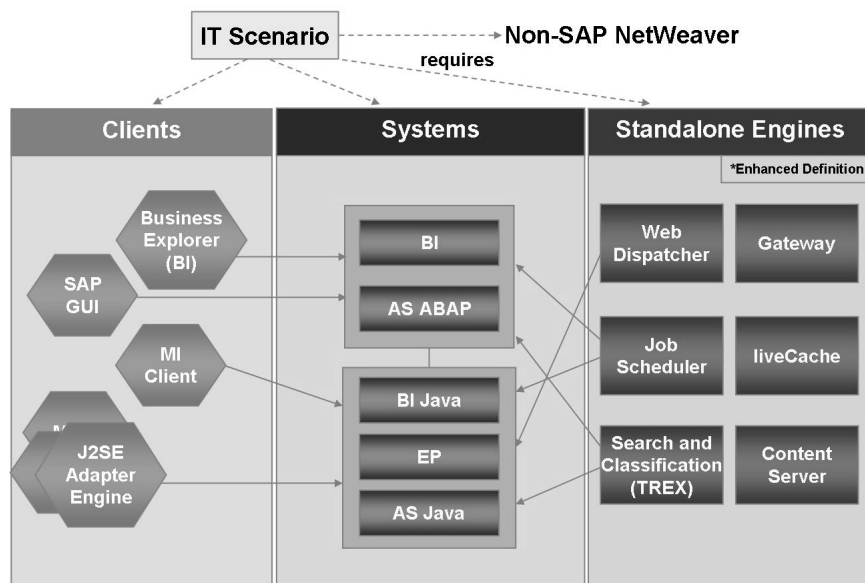 IT Scenario
Non-SAP NetWeaver
requires
Clients
Systems
Standalone Engines
*Enhanced Definition
Business
Explorer
(BI)
SAP
GUI
MI
Client
J2SE
Adapter
Engine
BI
AS ABAP
BI Java
EP
AS Java
Web
Dispatcher
Gateway
Job
Scheduler
liveCache
Search and
Classification
(TREX)
Content
Server